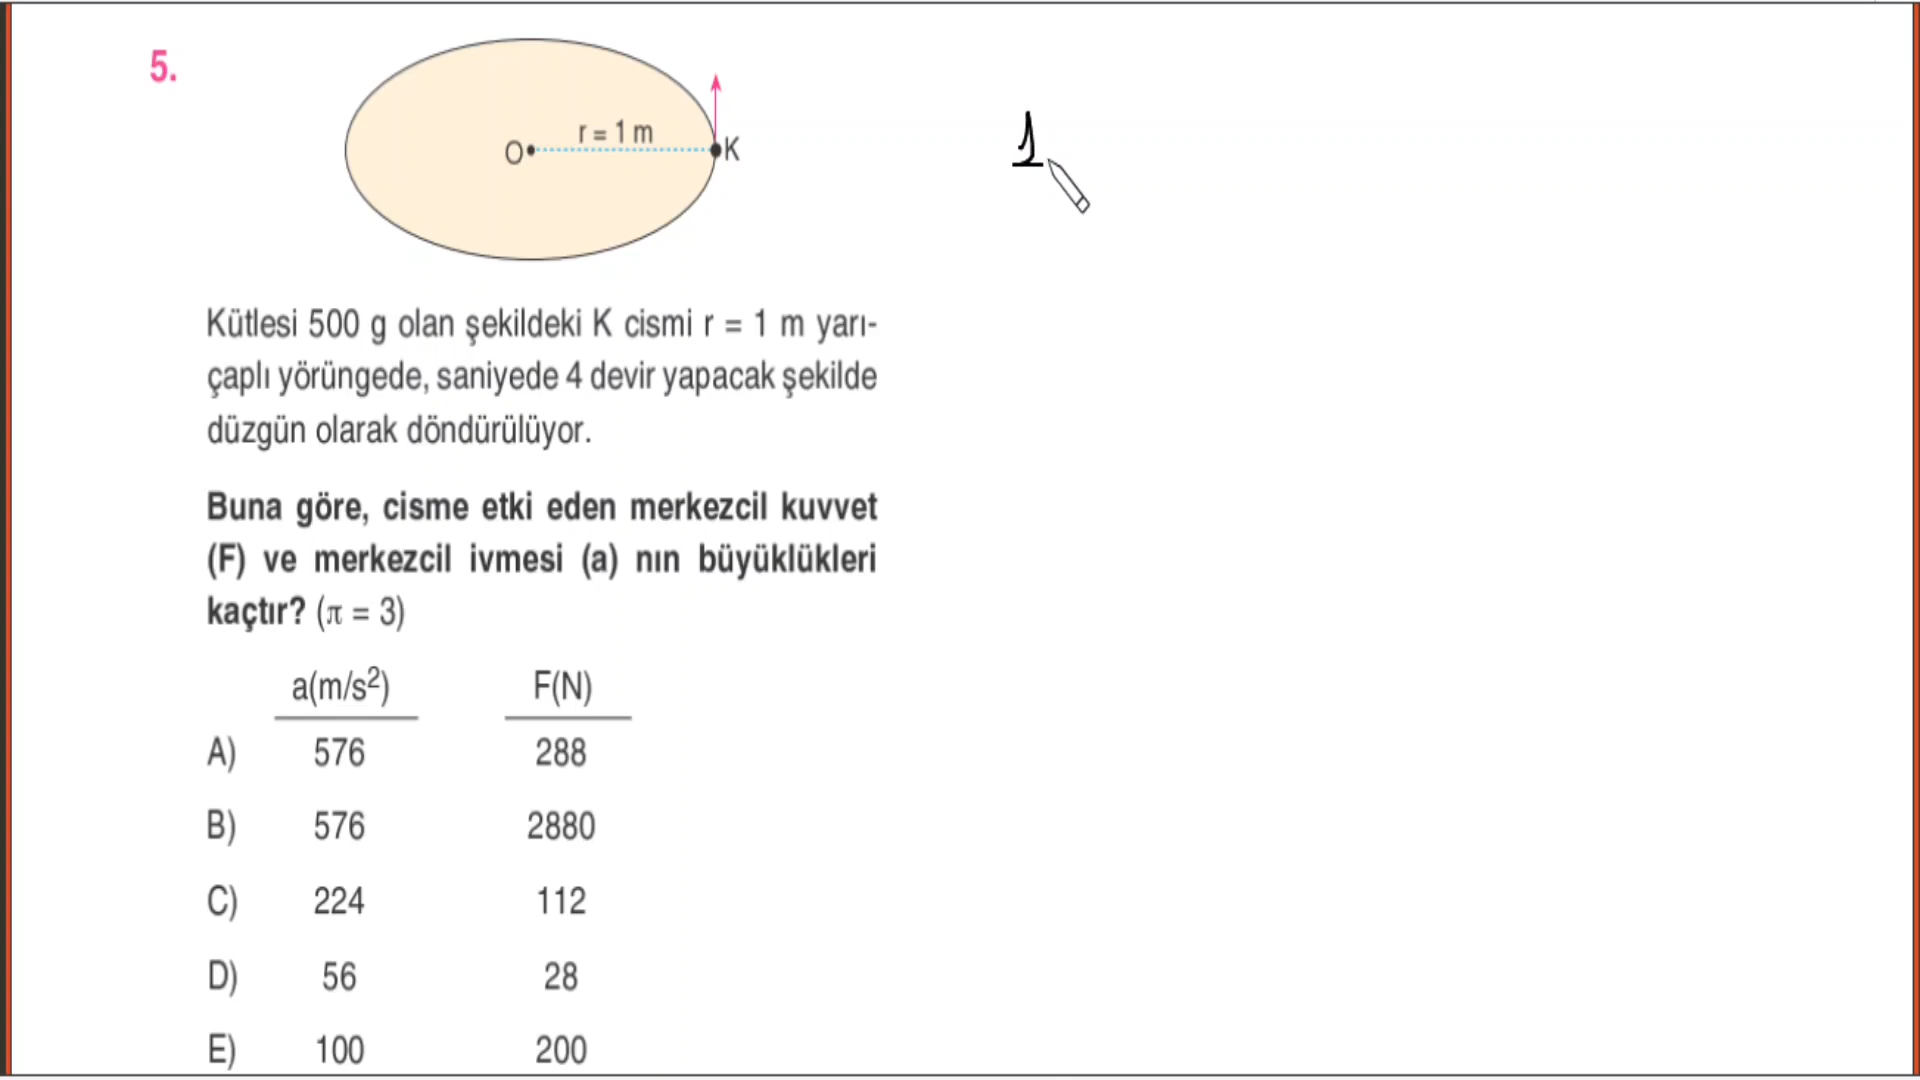 5.
r = 1 m
O
K
1
Kütlesi 500 g olan şekildeki K cismi r = 1 m yarı-
çaplı yörüngede, saniyede 4 devir yapacak şekilde
düzgün olarak döndürülüyor.
Buna göre, cisme etki eden merkezcil kuvvet
(F) ve merkezcil ivmesi (a) nın büyüklükleri
kaçtır? (π = 3)
a(m/s²) F(N)
A) 576 288
B) 576 2880
C) 224 112
D) 56 28
E) 100 200